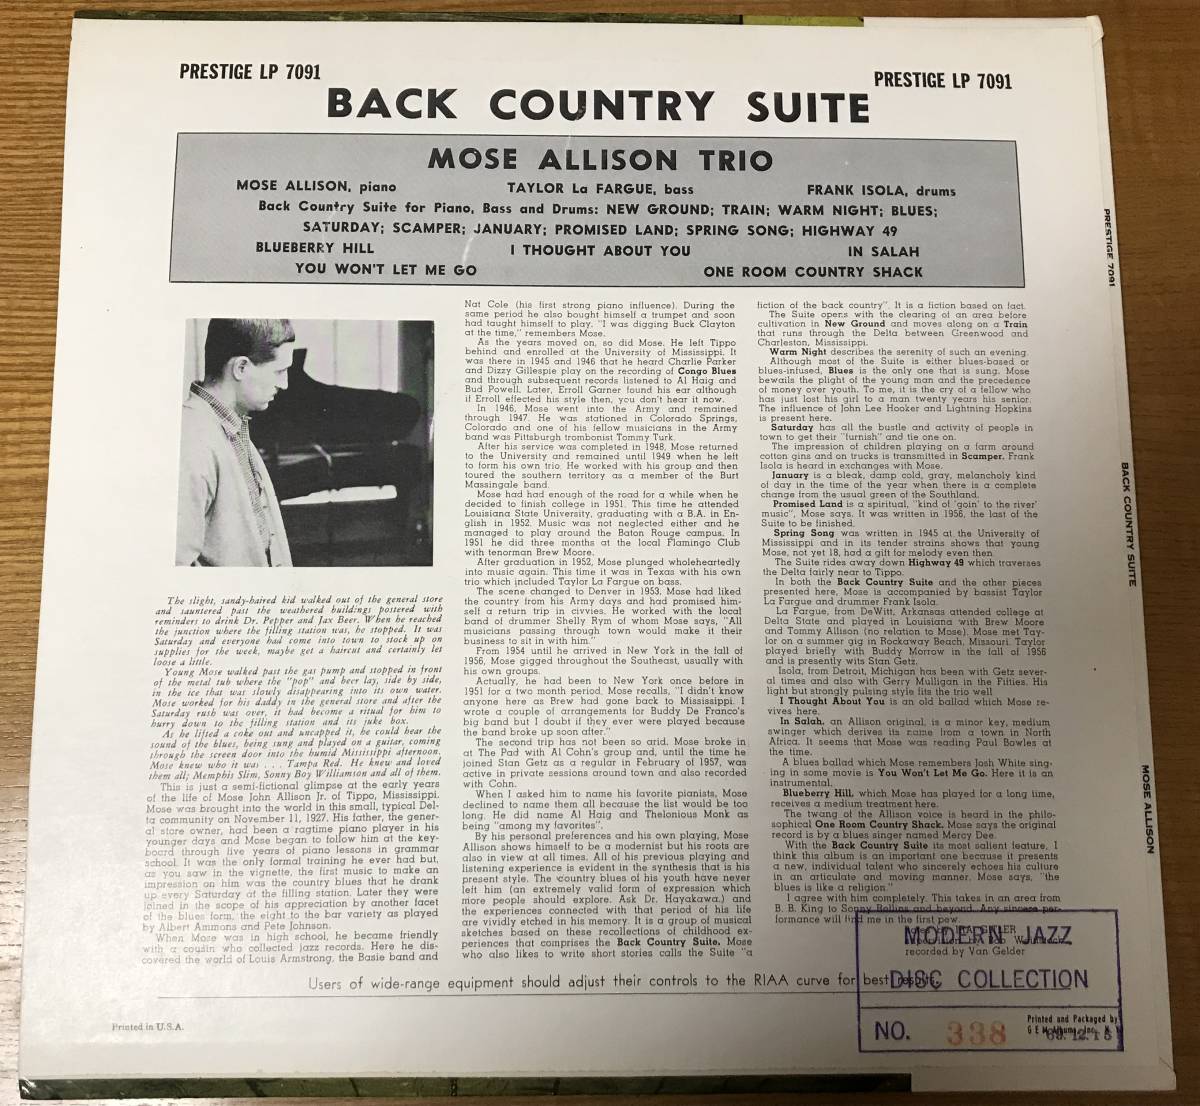 PRESTIGE LP 7091
PRESTIGE LP 7091
BACK COUNTRY SUITE
MOSE ALLISON TRIO
MOSE ALLISON, piano TAYLOR La FARGUE, bass FRANK ISOLA, drums
Back Country Suite for Piano, Bass and Drums: NEW GROUND; TRAIN; WARM NIGHT; BLUES;
SATURDAY; SCAMPER; JANUARY; PROMISED LAND; SPRING SONG; HIGHWAY 49
BLUEBERRY HILL I THOUGHT ABOUT YOU IN SALAH
YOU WON'T LET ME GO ONE ROOM COUNTRY SHACK
The slight, sandy-haired kid walked out of the general store
and sauntered past the weathered buildings postered with
reminders to drink Dr. Pepper and Jax Beer. When he reached
the junction where the filling station was, he stopped. It was
Saturday and everyone had come into town to stock up on
supplies for the week, maybe get a haircut and certainly let
loose a little.
Young Mose walked past the gas pump and stopped in front
of the metal tub where the "pop" and beer lay, side by side,
in the ice that was slowly disappearing into its own water.
Mose worked for his daddy in the general store and after the
Saturday rush was over, it had become a ritual for him to
hurry down to the filling station and its juke box.
As he lifted a coke out and uncapped it, he could hear the
sound of the blues, being sung and played on a guitar, coming
through the screen door into the humid Mississippi afternoon.
Mose knew who it was . . . Tampa Red. He knew and loved
them all; Memphis Slim, Sonny Boy Williamson and all of them.
This is just a semi-fictional glimpse at the early years
of the life of Mose John Allison Jr. of Tippo, Mississippi.
Mose was brought into the world in this small, typical Del-
ta community on November 11, 1927. His father, the gener-
al store owner, had been a ragtime piano player in his
younger days and Mose began to follow him at the key-
board through five years of piano lessons in grammar
school. It was the only formal training he ever had but,
as you saw in the vignette, the first music to make an
impression on him was the country blues that he drank
up every Saturday at the filling station. Later they were
joined in the scope of his appreciation by another facet
of the blues form, the eight to the bar variety as played
by Albert Ammons and Pete Johnson.
When Mose was in high school, he became friendly
with a cousin who collected jazz records. Here he dis-
covered the world of Louis Armstrong, the Basie band and
Nat Cole (his first strong piano influence). During the
same period he also bought himself a trumpet and soon
had taught himself to play. "I was digging Buck Clayton
at the time," remembers Mose.
As the years moved on, so did Mose. He left Tippo
behind and enrolled at the University of Mississippi. It
was there in 1945 and 1946 that he heard Charlie Parker
and Dizzy Gillespie play on the recording of Congo Blues
and through subsequent records listened to Al Haig and
Bud Powell. Later, Erroll Garner found his ear although
if Erroll effected his style then, you don't hear it now.
In 1946, Mose went into the Army and remained
through 1947. He was stationed in Colorado Springs,
Colorado and one of his fellow musicians in the Army
band was Pittsburgh trombonist Tommy Turk.
After his service was completed in 1948, Mose returned
to the University and remained until 1949 when he left
to form his own trio. He worked with his group and then
toured the southern territory as a member of the Burt
Massingale band.
Mose had had enough of the road for a while when he
decided to finish college in 1951. This time he attended
Louisiana State University, graduating with a B.A. in En-
glish in 1952. Music was not neglected either and he
managed to play around the Baton Rouge campus. In
1951 he did three months at the local Flamingo Club
with tenorman Brew Moore.
After graduation in 1952, Mose plunged wholeheartedly
into music again. This time it was in Texas with his own
trio which included Taylor La Fargue on bass.
The scene changed to Denver in 1953. Mose had liked
the country from his Army days and had promised him-
self a return trip in civvies. He worked with the local
band of drummer Shelly Rym of whom Mose says, "All
musicians passing through town would make it their
business to sit in with him."
From 1954 until he arrived in New York in the fall of
1956, Mose gigged throughout the Southeast, usually with
his own groups.
Actually, he had been to New York once before in
1951 for a two month period. Mose recalls, "I didn't know
anyone here as Brew had gone back to Mississippi. I
wrote a couple of arrangements for Buddy De Franco's
big band but I doubt if they ever were played because
the band broke up soon after."
The second trip has not been so arid. Mose broke in
at The Pad with Al Cohn's group and, until the time he
joined Stan Getz as a regular in February of 1957, was
active in private sessions around town and also recorded
with Cohn.
When I asked him to name his favorite pianists, Mose
declined to name them all because the list would be too
long. He did name Al Haig and Thelonious Monk as
being "among my favorites".
By his personal preferences and his own playing, Mose
Allison shows himself to be a modernist but his roots are
also in view at all times. All of his previous playing and
listening experience is evident in the synthesis that is his
present style. The country blues of his youth have never
left him (an extremely valid form of expression which
more people should explore. Ask Dr. Hayakawa.) and
the experiences connected with that period of his life
are vividly etched in his memory. It is a group of musical
sketches based on these recollections of childhood ex-
periences that comprises the Back Country Suite. Mose
who also likes to write short stories calls the Suite "a
fiction of the back country". It is a fiction based on fact.
The Suite opens with the clearing of an area before
cultivation in New Ground and moves along on a Train
that runs through the Delta between Greenwood and
Charleston, Mississippi.
Warm Night describes the serenity of such an evening.
Although most of the Suite is either blues-based or
blues-infused, Blues is the only one that is sung. Mose
bewails the plight of the young man and the precedence
of money over youth. To me, it is the cry of a fellow who
has just lost his girl to a man twenty years his senior.
The influence of John Lee Hooker and Lightning Hopkins
is present here.
Saturday has all the bustle and activity of people in
town to get their "furnish" and tie one on.
The impression of children playing on a farm around
cotton gins and on trucks is transmitted in Scamper. Frank
Isola is heard in exchanges with Mose.
January is a bleak, damp cold, gray, melancholy kind
of day in the time of the year when there is a complete
change from the usual green of the Southland.
Promised Land is a spiritual, "kind of 'goin' to the river'
music", Mose says. It was written in 1956, the last of the
Suite to be finished.
Spring Song was written in 1945 at the University of
Mississippi and in its tender strains shows that young
Mose, not yet 18, had a gift for melody even then.
The Suite rides away down Highway 49 which traverses
the Delta fairly near to Tippo.
In both the Back Country Suite and the other pieces
presented here, Mose is accompanied by bassist Taylor
La Fargue and drummer Frank Isola.
La Fargue, from DeWitt, Arkansas attended college at
Delta State and played in Louisiana with Brew Moore
and Tommy Allison (no relation to Mose). Mose met Tay-
lor on a summer gig in Rockaway Beach, Missouri. Taylor
played briefly with Buddy Morrow in the fall of 1956
and is presently wits Stan Getz.
Isola, from Detroit, Michigan has been with Getz sever-
al times and also with Gerry Mulligan in the Fifties. His
light but strongly pulsing style fits the trio well
I Thought About You is an old ballad which Mose re-
vives here.
In Salah, an Allison original, is a minor key, medium
swinger which derives its name from a town in North
Africa. It seems that Mose was reading Paul Bowles at
the time.
A blues ballad which Mose remembers Josh White sing-
ing in some movie is You Won't Let Me Go. Here it is an
instrumental.
Blueberry Hill, which Mose has played for a long time,
receives a medium treatment here.
The twang of the Allison voice is heard in the philo-
sophical One Room Country Shack. Mose says the original
record is by a blues singer named Mercy Dee.
With the Back Country Suite its most salient feature, I
think this album is an important one because it presents
a new, individual talent who sincerely echoes his culture
in an articulate and moving manner. Mose says, "the
blues is like a religion."
I agree with him completely. This takes in an area from
B. B. King to Sonny Rollins and beyond. Any sincere per-
formance will find me in the first pew.
recorded by Van Gelder
Users of wide-range equipment should adjust their controls to the RIAA curve for best results.
Printed in U.S.A.
MODERN JAZZ
DISC COLLECTION
NO. 338
Printed and Packaged by
PRESTIGE 7091
BACK COUNTRY SUITE
MOSE ALLISON